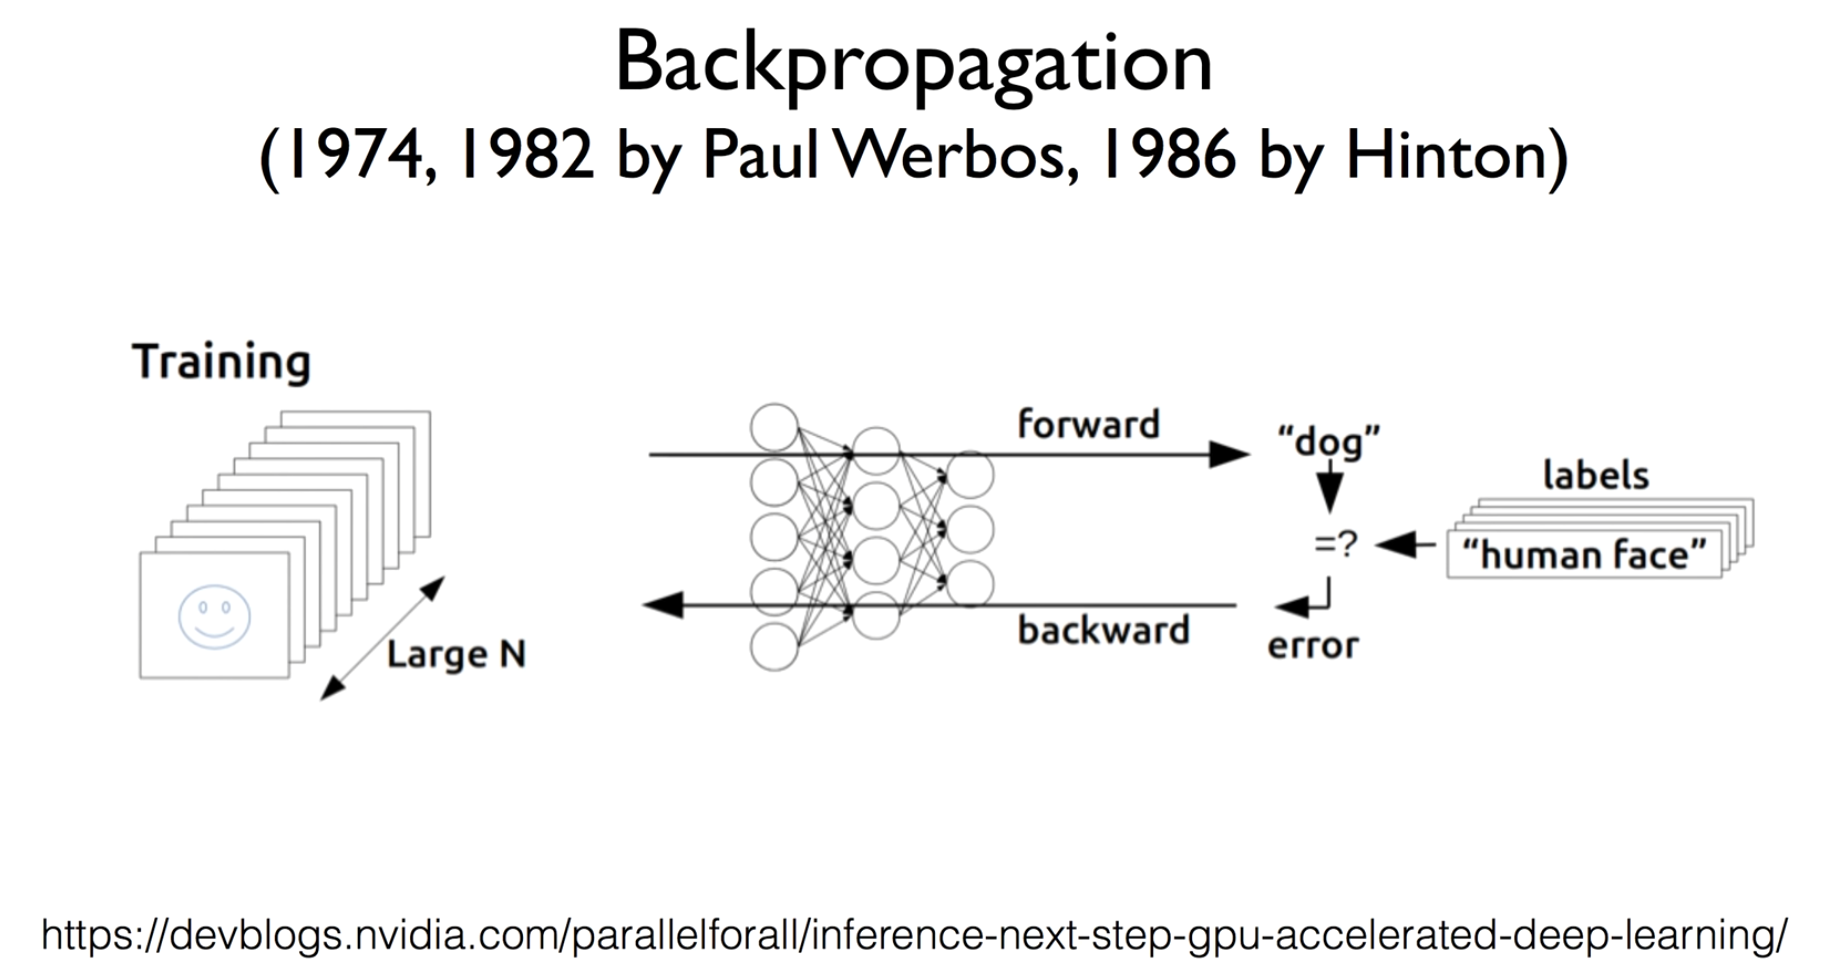 Backpropagation
(1974, 1982 by Paul Werbos, 1986 by Hinton)
Training
Large N
forward
backward
“dog”
=?
error
labels
“human face”
https://devblogs.nvidia.com/parallelforall/inference-next-step-gpu-accelerated-deep-learning/